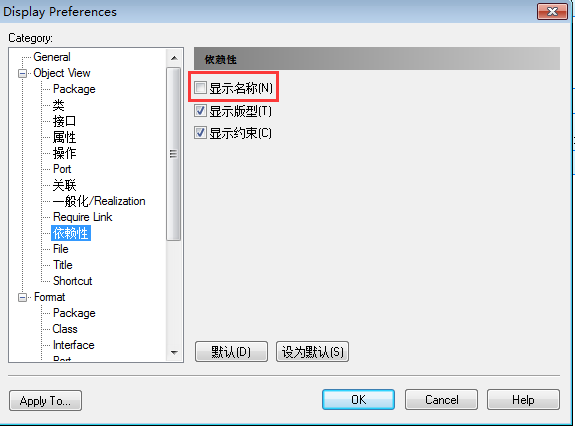 Display Preferences
Category:
General
Object View
Package
类
接口
属性
操作
Port
关联
一般化/Realization
Require Link
依赖性
File
Title
Shortcut
Format
Package
Class
Interface
Port
依赖性
显示名称(N)
显示版型(T)
显示约束(C)
默认(D) 设为默认(S)
Apply To... OK Cancel Help